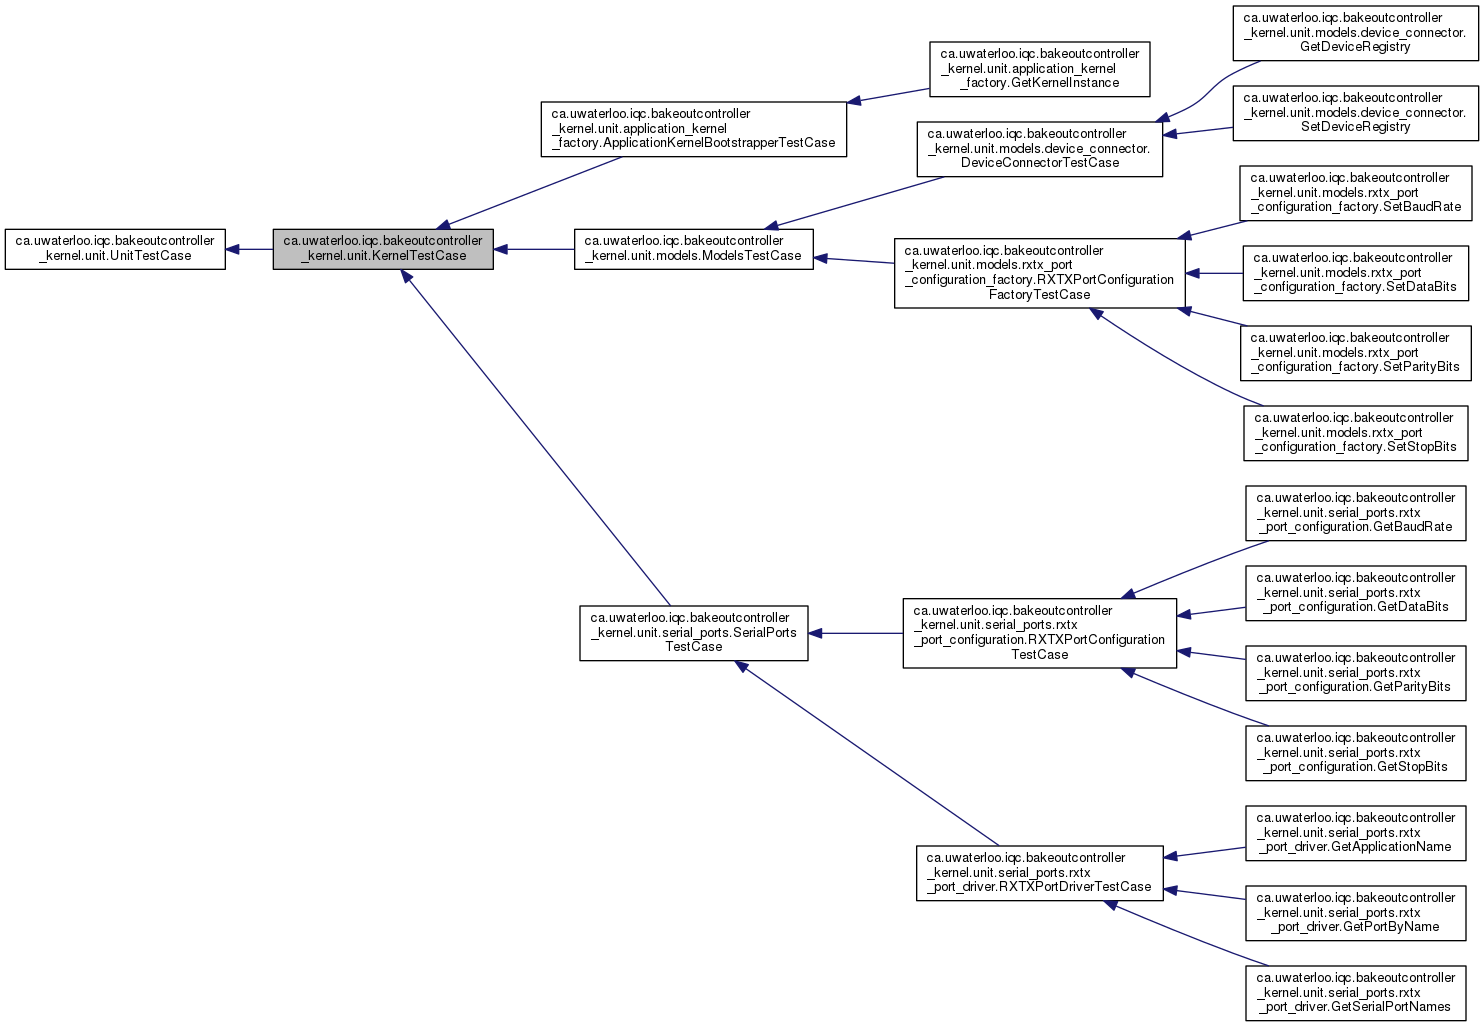 ca.uwaterloo.iqc.bakeoutcontroller
_kernel.unit.UnitTestCase
ca.uwaterloo.iqc.bakeoutcontroller
_kernel.unit.KernelTestCase
ca.uwaterloo.iqc.bakeoutcontroller
_kernel.unit.application_kernel
_factory.ApplicationKernelBootstrapperTestCase
ca.uwaterloo.iqc.bakeoutcontroller
_kernel.unit.models.ModelsTestCase
ca.uwaterloo.iqc.bakeoutcontroller
_kernel.unit.serial_ports.SerialPorts
TestCase
ca.uwaterloo.iqc.bakeoutcontroller
_kernel.unit.application_kernel
_factory.GetKernelInstance
ca.uwaterloo.iqc.bakeoutcontroller
_kernel.unit.models.device_connector.
DeviceConnectorTestCase
ca.uwaterloo.iqc.bakeoutcontroller
_kernel.unit.models.rxtx_port
_configuration_factory.RXTXPortConfiguration
FactoryTestCase
ca.uwaterloo.iqc.bakeoutcontroller
_kernel.unit.serial_ports.rxtx
_port_configuration.RXTXPortConfiguration
TestCase
ca.uwaterloo.iqc.bakeoutcontroller
_kernel.unit.serial_ports.rxtx
_port_driver.RXTXPortDriverTestCase
ca.uwaterloo.iqc.bakeoutcontroller
_kernel.unit.models.device_connector.
GetDeviceRegistry
ca.uwaterloo.iqc.bakeoutcontroller
_kernel.unit.models.device_connector.
SetDeviceRegistry
ca.uwaterloo.iqc.bakeoutcontroller
_kernel.unit.models.rxtx_port
_configuration_factory.SetBaudRate
ca.uwaterloo.iqc.bakeoutcontroller
_kernel.unit.models.rxtx_port
_configuration_factory.SetDataBits
ca.uwaterloo.iqc.bakeoutcontroller
_kernel.unit.models.rxtx_port
_configuration_factory.SetParityBits
ca.uwaterloo.iqc.bakeoutcontroller
_kernel.unit.models.rxtx_port
_configuration_factory.SetStopBits
ca.uwaterloo.iqc.bakeoutcontroller
_kernel.unit.serial_ports.rxtx
_port_configuration.GetBaudRate
ca.uwaterloo.iqc.bakeoutcontroller
_kernel.unit.serial_ports.rxtx
_port_configuration.GetDataBits
ca.uwaterloo.iqc.bakeoutcontroller
_kernel.unit.serial_ports.rxtx
_port_configuration.GetParityBits
ca.uwaterloo.iqc.bakeoutcontroller
_kernel.unit.serial_ports.rxtx
_port_configuration.GetStopBits
ca.uwaterloo.iqc.bakeoutcontroller
_kernel.unit.serial_ports.rxtx
_port_driver.GetApplicationName
ca.uwaterloo.iqc.bakeoutcontroller
_kernel.unit.serial_ports.rxtx
_port_driver.GetPortByName
ca.uwaterloo.iqc.bakeoutcontroller
_kernel.unit.serial_ports.rxtx
_port_driver.GetSerialPortNames